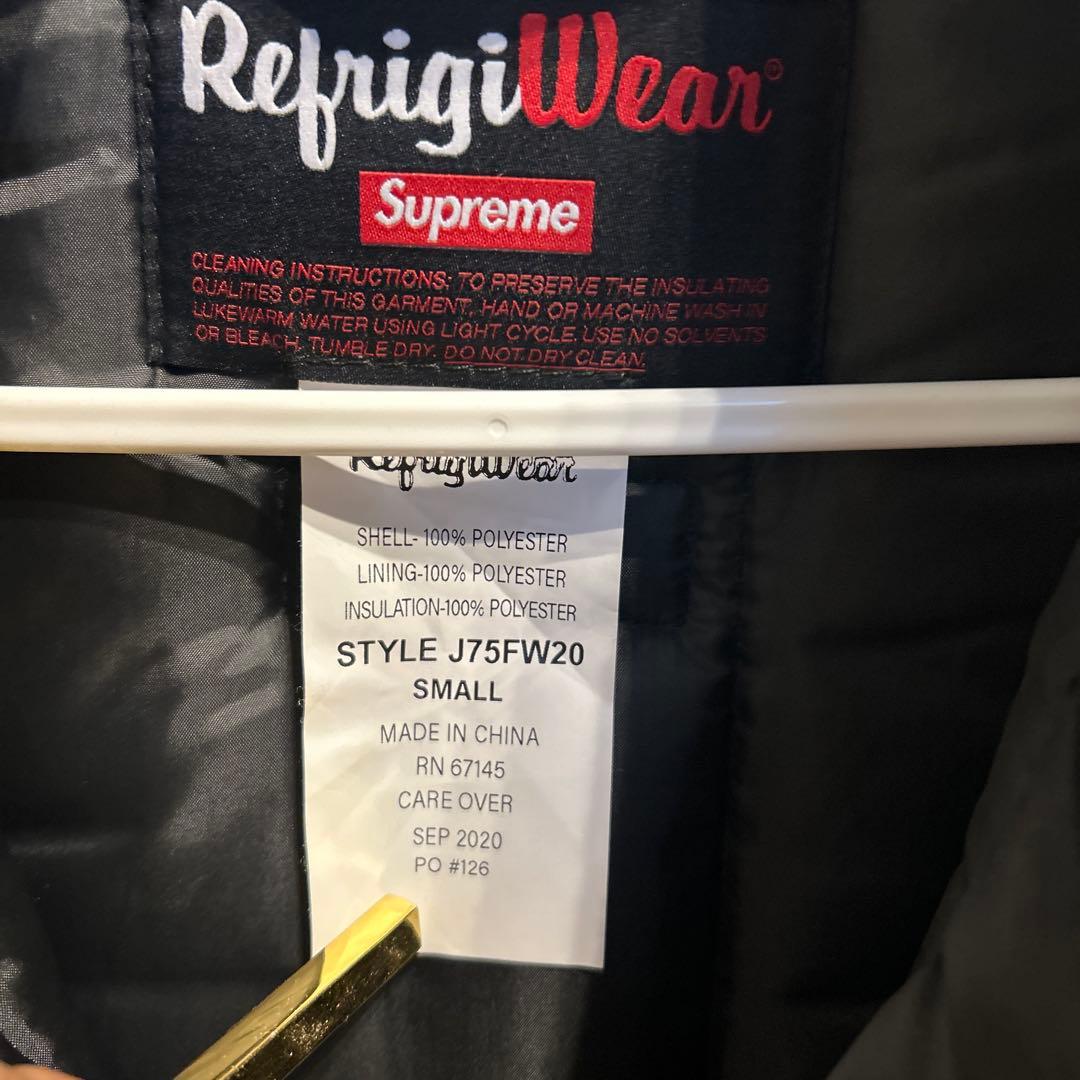 RefrigiWear®
Supreme
CLEANING INSTRUCTIONS: TO PRESERVE THE INSULATING
QUALITIES OF THIS GARMENT, HAND OR MACHINE WASH IN
LUKEWARM WATER USING LIGHT CYCLE. USE NO SOLVENTS
OR BLEACH. TUMBLE DRY. DO NOT DRY CLEAN.
RefrigiWear
SHELL- 100% POLYESTER
LINING-100% POLYESTER
INSULATION-100% POLYESTER
STYLE J75FW20
SMALL
MADE IN CHINA
RN 67145
CARE OVER
SEP 2020
PO #126